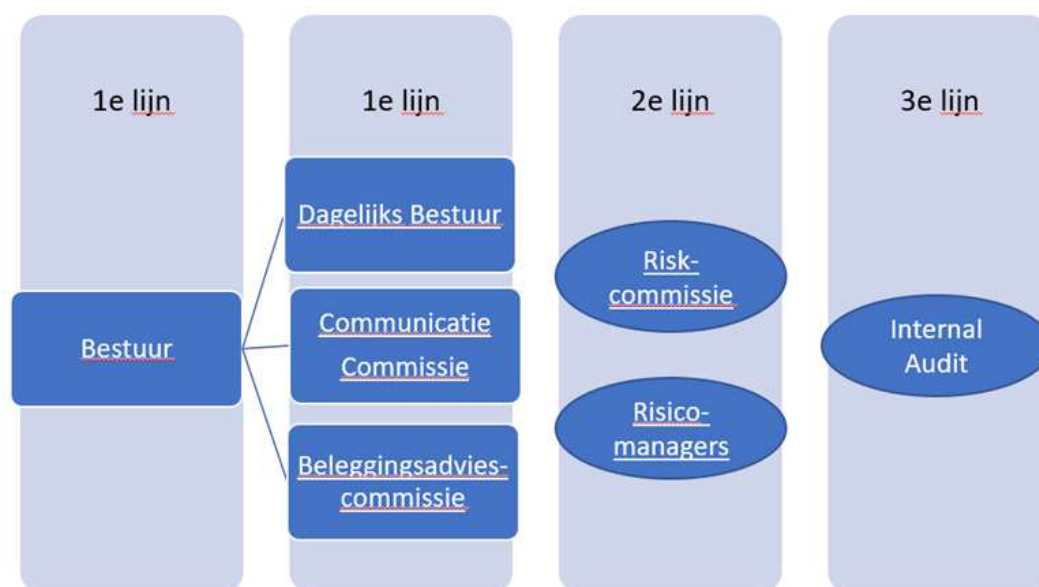 1e lijn
1e lijn
2e lijn
3e lijn
Bestuur
Dagelijks Bestuur
Communicatie
Commissie
Beleggingsadvies-
commissie
Risk-
commissie
Risico-
managers
Internal
Audit